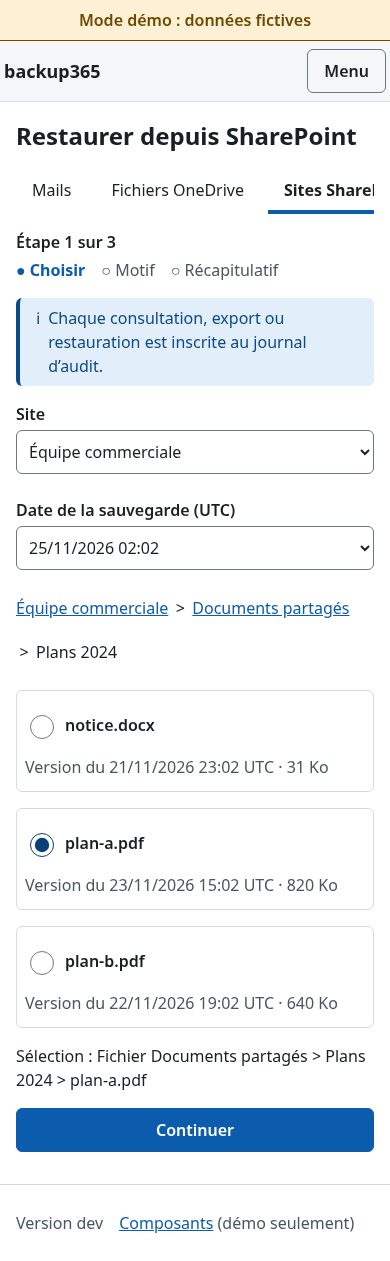 Mode démo : données fictives
backup365
Menu
Restaurer depuis SharePoint
Mails
Fichiers OneDrive
Sites Share
Étape 1 sur 3
● Choisir ○ Motif ○ Récapitulatif
i Chaque consultation, export ou
restauration est inscrite au journal
d’audit.
Site
Équipe commerciale
Date de la sauvegarde (UTC)
25/11/2026 02:02
Équipe commerciale > Documents partagés
> Plans 2024
notice.docx
Version du 21/11/2026 23:02 UTC · 31 Ko
plan-a.pdf
Version du 23/11/2026 15:02 UTC · 820 Ko
plan-b.pdf
Version du 22/11/2026 19:02 UTC · 640 Ko
Sélection : Fichier Documents partagés > Plans
2024 > plan-a.pdf
Continuer
Version dev Composants (démo seulement)